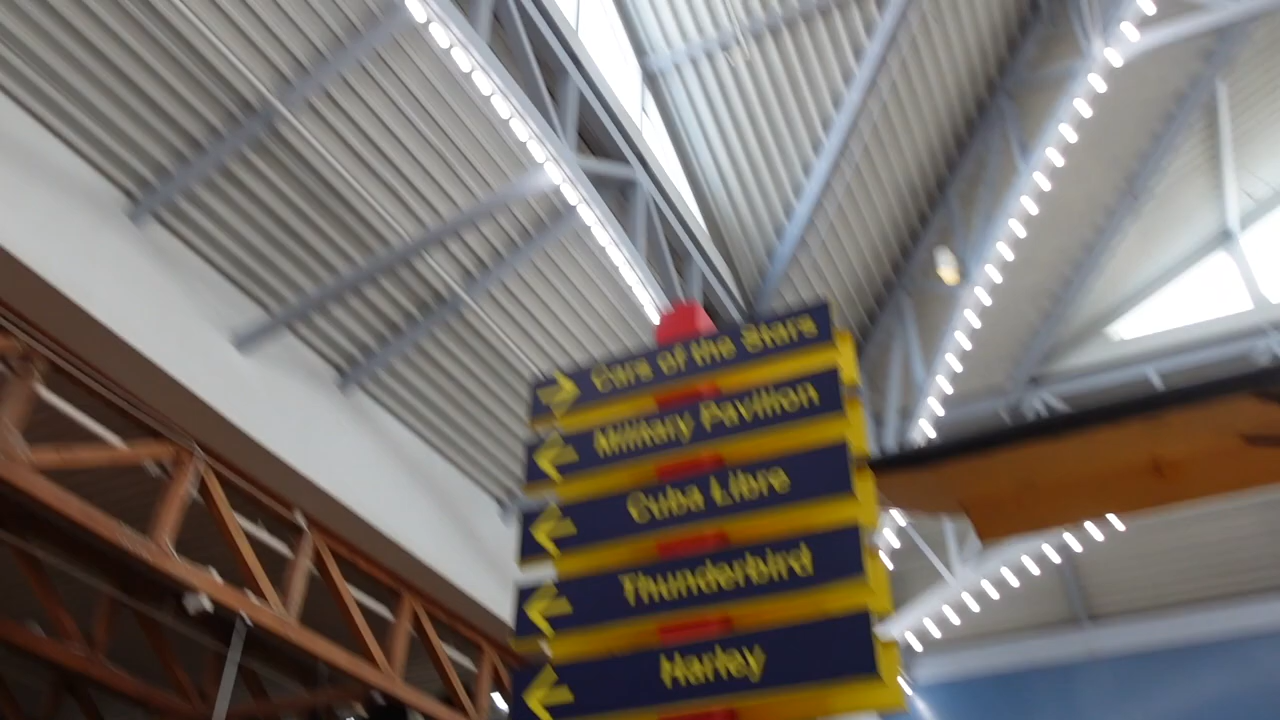 Cars of the Stars
Military Pavilion
Cuba Libre
Thunderbird
Harley